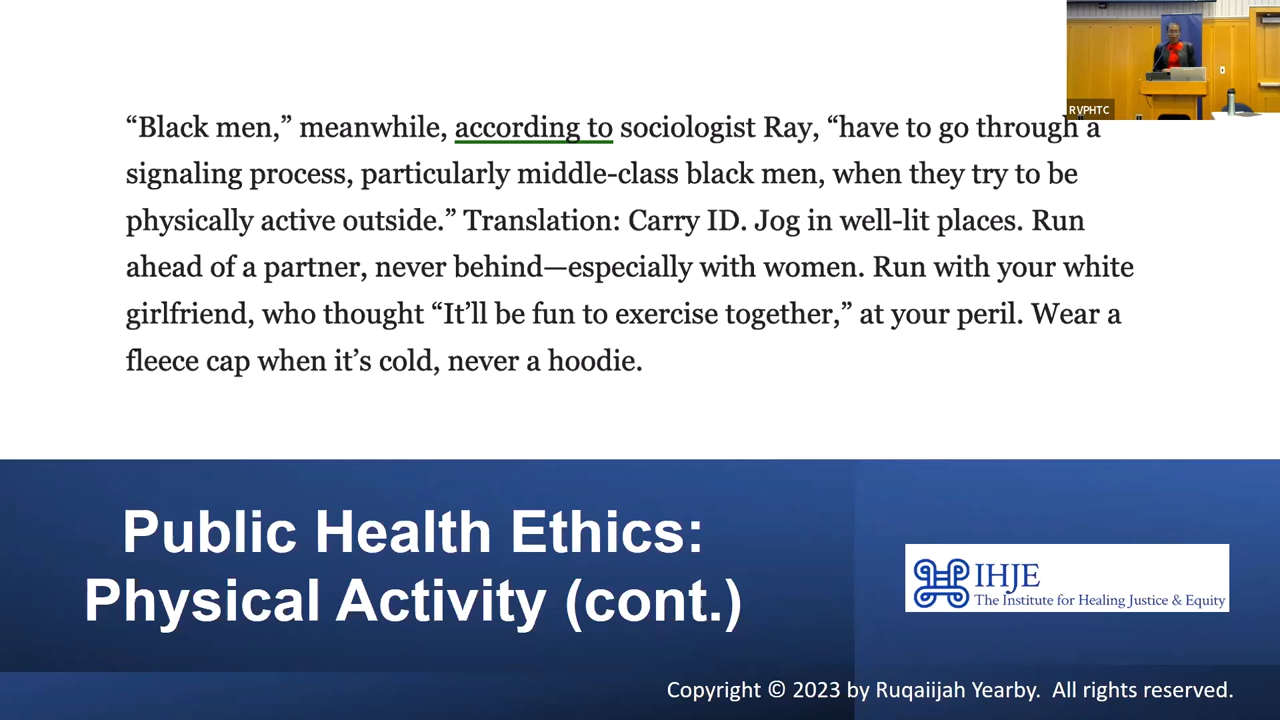 “Black men,” meanwhile, according to sociologist Ray, “have to go through a
signaling process, particularly middle-class black men, when they try to be
physically active outside.” Translation: Carry ID. Jog in well-lit places. Run
ahead of a partner, never behind—especially with women. Run with your white
girlfriend, who thought “It’ll be fun to exercise together,” at your peril. Wear a
fleece cap when it’s cold, never a hoodie.
RVPHTC
Public Health Ethics:
Physical Activity (cont.)
IHJE
The Institute for Healing Justice & Equity
Copyright © 2023 by Ruqaiijah Yearby. All rights reserved.